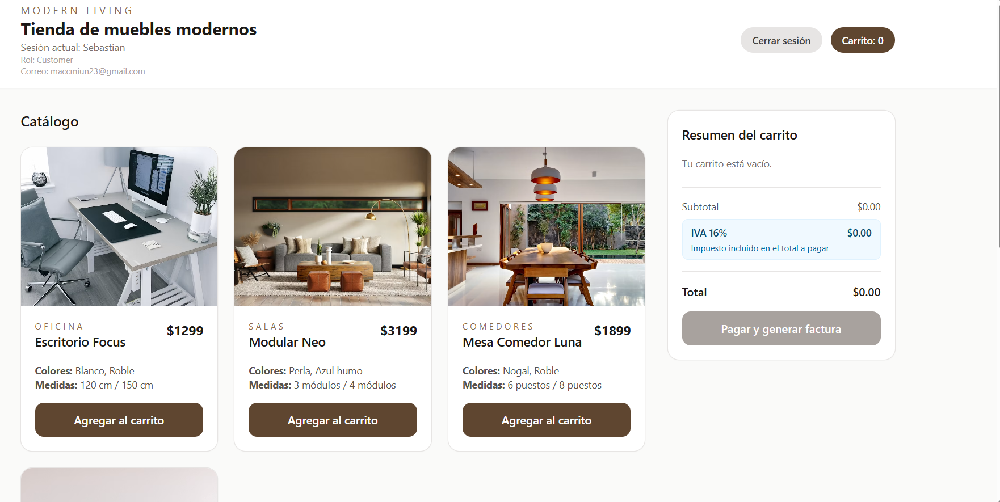 MODERN LIVING
Tienda de muebles modernos
Sesión actual: Sebastian
Rol: Customer
Correo: maccmiun23@gmail.com
Cerrar sesión
Carrito: 0
Catálogo
OFICINA
$1299
Escritorio Focus
Colores: Blanco, Roble
Medidas: 120 cm / 150 cm
Agregar al carrito
SALAS
$3199
Modular Neo
Colores: Perla, Azul humo
Medidas: 3 módulos / 4 módulos
Agregar al carrito
COMEDORES
$1899
Mesa Comedor Luna
Colores: Nogal, Roble
Medidas: 6 puestos / 8 puestos
Agregar al carrito
Resumen del carrito
Tu carrito está vacío.
Subtotal $0.00
IVA 16% $0.00
Impuesto incluido en el total a pagar
Total $0.00
Pagar y generar factura